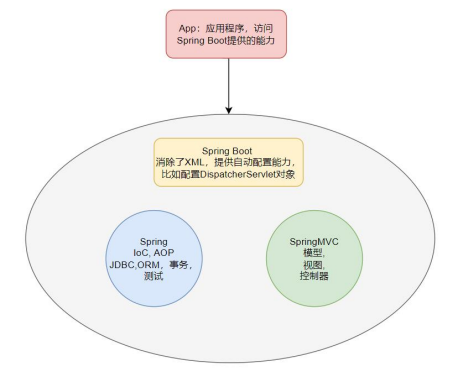 App：应用程序，访问
Spring Boot提供的能力
Spring Boot
消除了XML，提供自动配置能力，
比如配置DispatcherServlet对象
Spring
IoC, AOP
JDBC,ORM，事务，
测试
SpringMVC
模型,
视图,
控制器